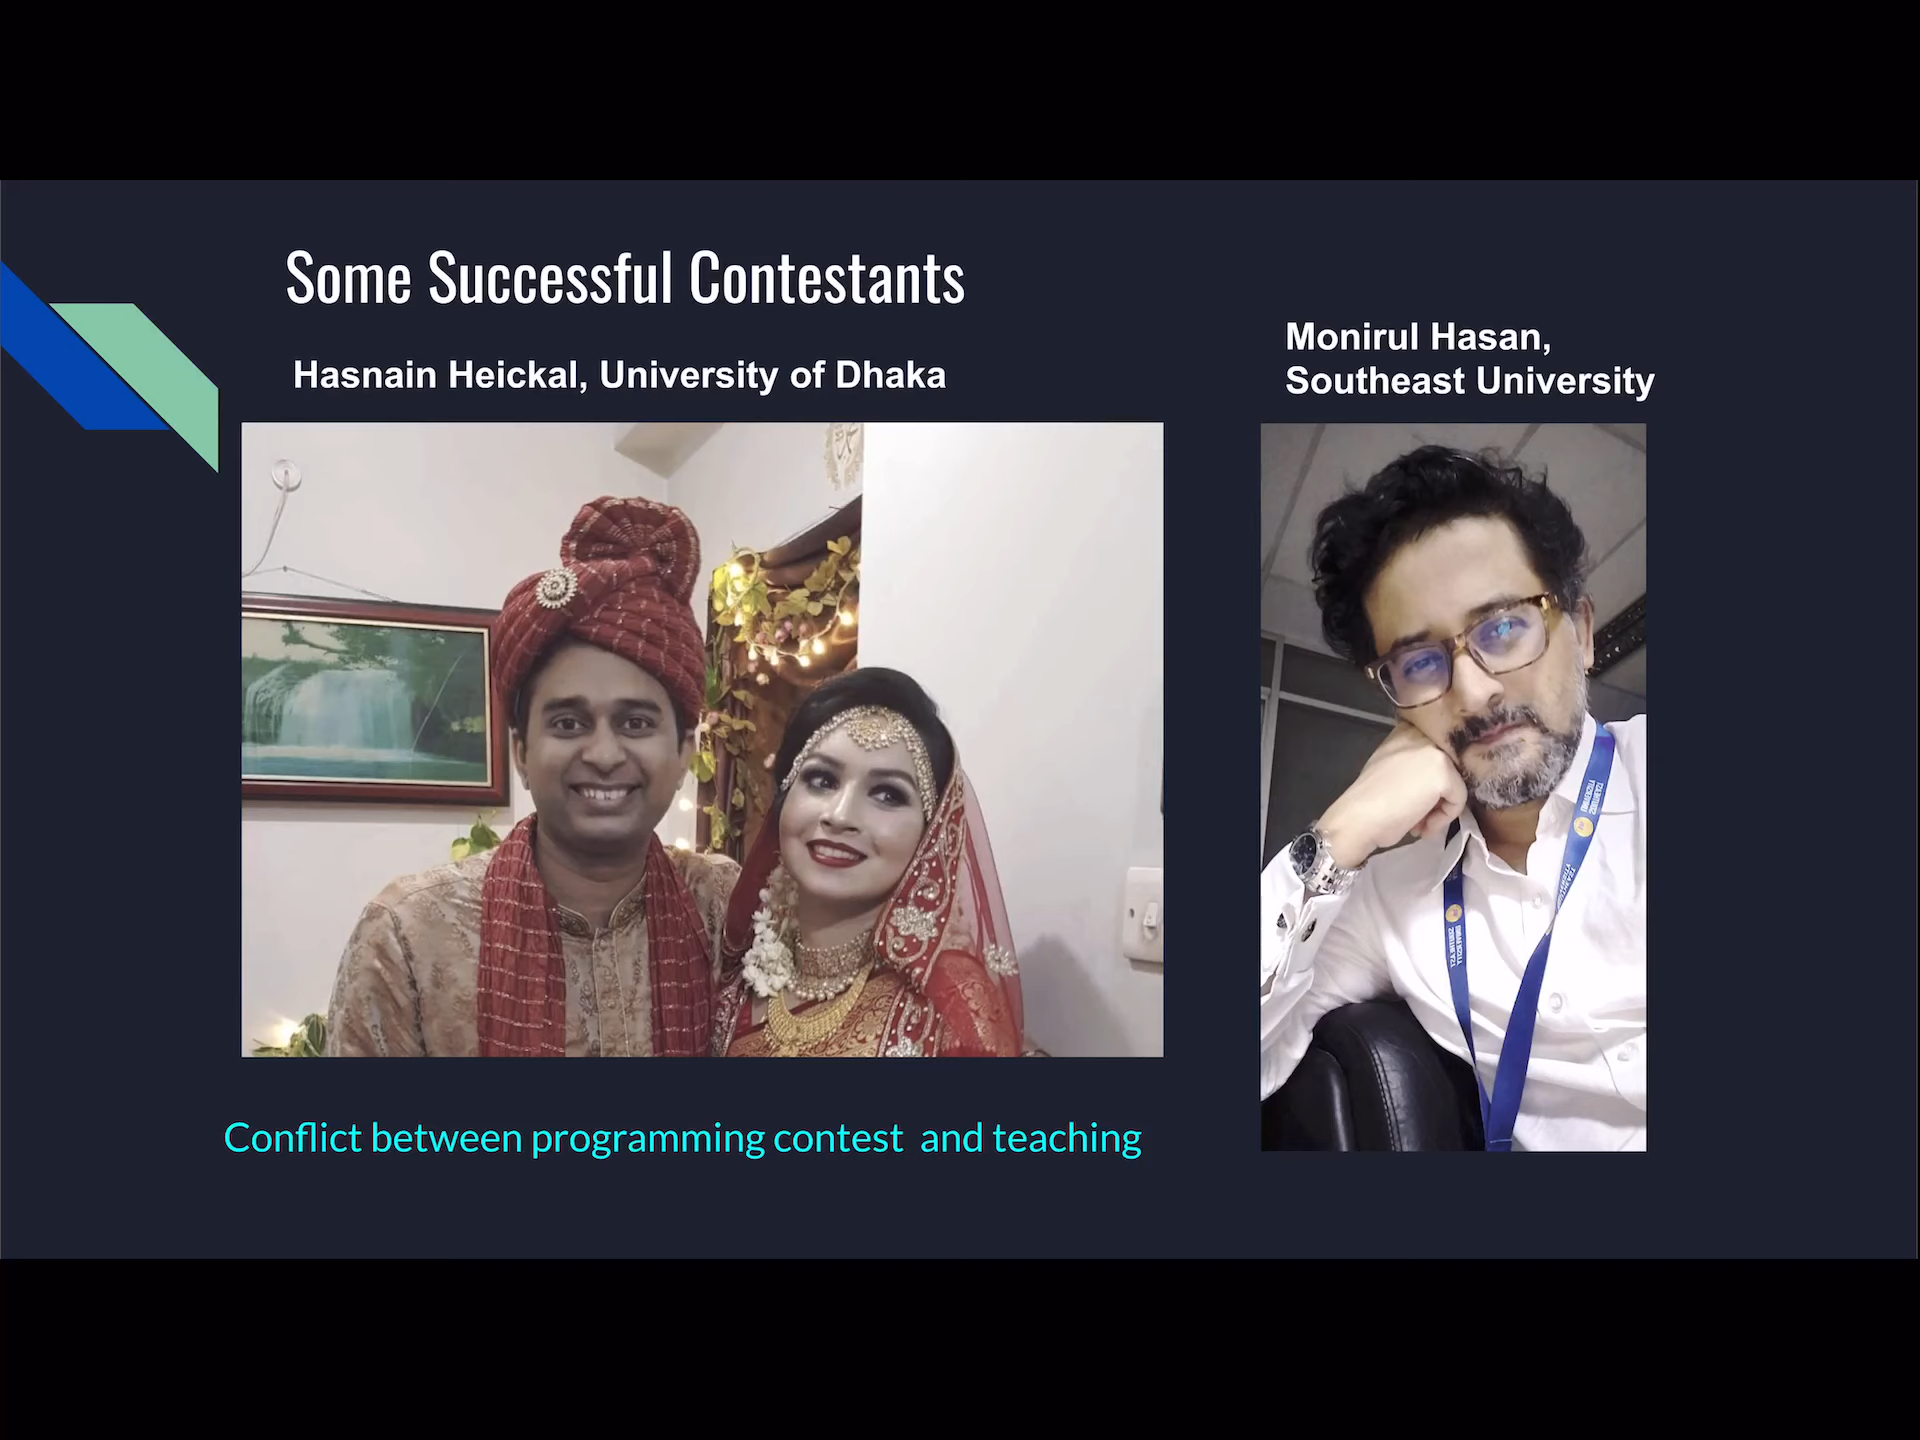 Some Successful Contestants
Hasnain Heickal, University of Dhaka
Monirul Hasan,
Southeast University
Conflict between programming contest and teaching